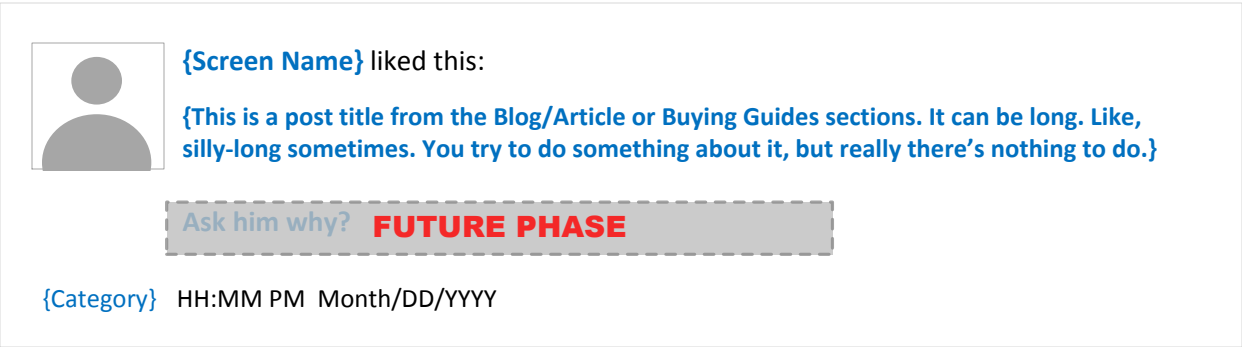 {Screen Name} liked this:
{This is a post title from the Blog/Article or Buying Guides sections. It can be long. Like,
silly-long sometimes. You try to do something about it, but really there’s nothing to do.}
Ask him why? FUTURE PHASE
{Category} HH:MM PM Month/DD/YYYY